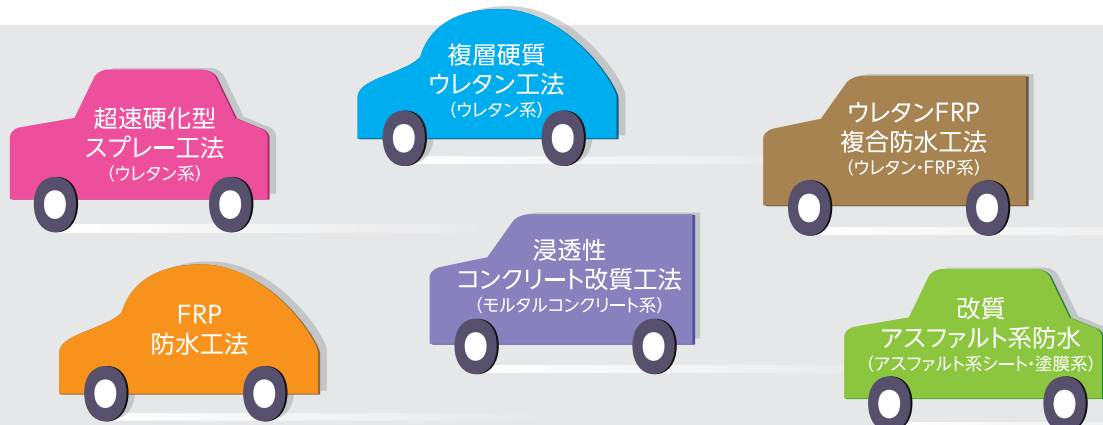 複層硬質
ウレタン工法
(ウレタン系)
超速硬化型
スプレー工法
(ウレタン系)
ウレタンFRP
複合防水工法
(ウレタン・FRP系)
浸透性
コンクリート改質工法
(モルタルコンクリート系)
FRP
防水工法
改質
アスファルト系防水
(アスファルト系シート・塗膜系)